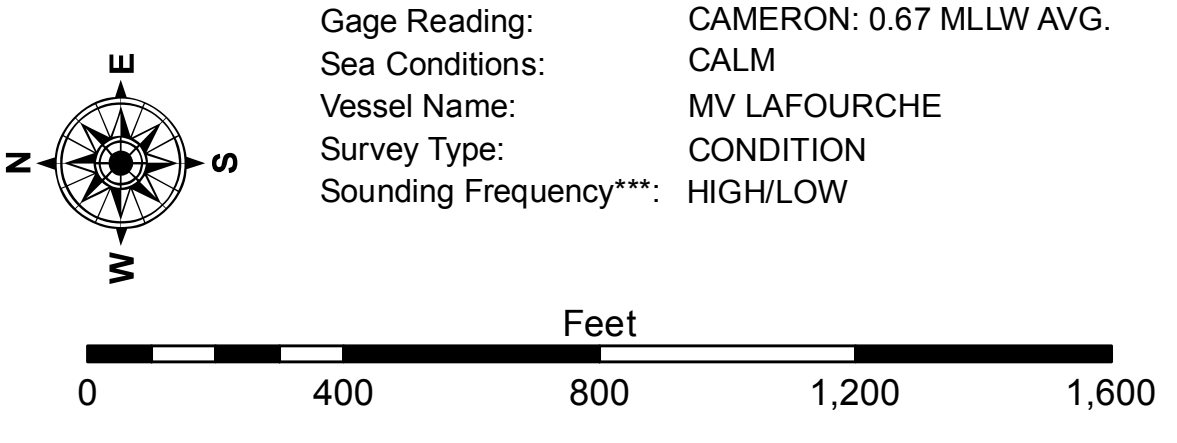 E
N S
W
Gage Reading: CAMERON: 0.67 MLLW AVG.
Sea Conditions: CALM
Vessel Name: MV LAFOURCHE
Survey Type: CONDITION
Sounding Frequency***: HIGH/LOW
Feet
0 400 800 1,200 1,600